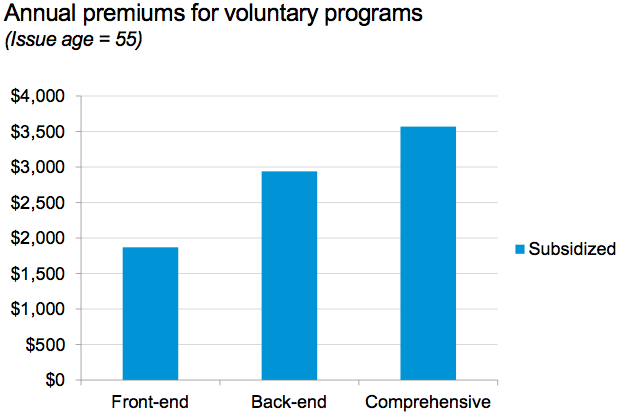 Annual premiums for voluntary programs
(Issue age = 55)
$4,000
$3,500
$3,000
$2,500
$2,000
$1,500
$1,000
$500
$0
Front-end Back-end Comprehensive
Subsidized